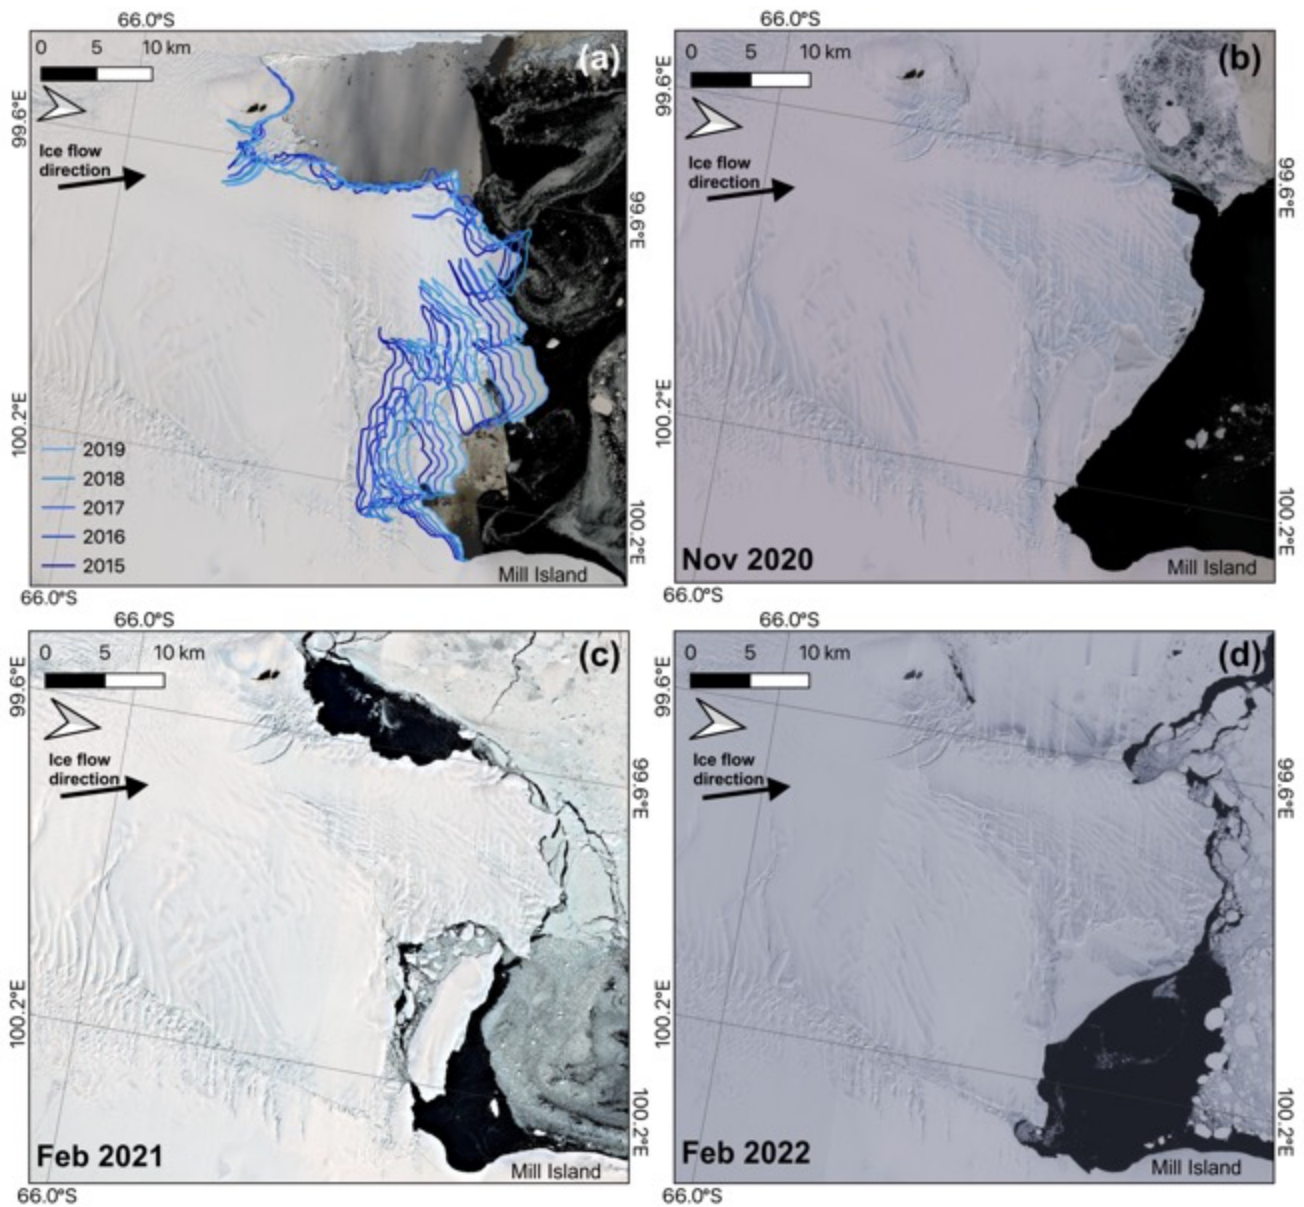 66.0°S
0 5 10 km
(a)
99.6°E
Ice flow
direction
99.6°E
100.2°E
2019
2018
2017
2016
2015
100.2°E
Mill Island
66.0°S
66.0°S
0 5 10 km
(b)
99.6°E
Ice flow
direction
99.6°E
100.2°E
Nov 2020
100.2°E
Mill Island
66.0°S
66.0°S
0 5 10 km
(c)
99.6°E
Ice flow
direction
99.6°E
100.2°E
Feb 2021
100.2°E
Mill Island
66.0°S
66.0°S
0 5 10 km
(d)
99.6°E
Ice flow
direction
99.6°E
100.2°E
Feb 2022
100.2°E
Mill Island
66.0°S